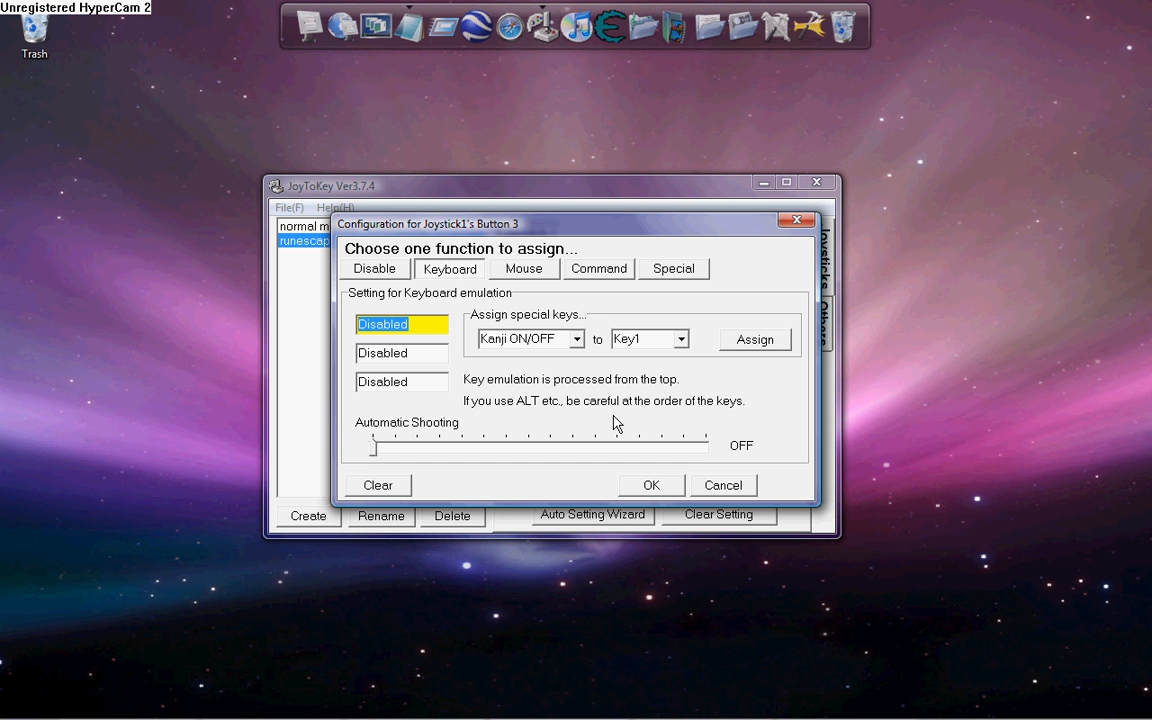 Unregistered HyperCam 2
Trash
JoyToKey Ver3.7.4
File(F) Help(H)
normal m
runescap
Configuration for Joystick1's Button 3
Choose one function to assign...
Disable Keyboard Mouse Command Special
Setting for Keyboard emulation
Disabled
Disabled
Disabled
Assign special keys...
Kanji ON/OFF to Key1 Assign
Key emulation is processed from the top.
If you use ALT etc., be careful at the order of the keys.
Automatic Shooting
OFF
Clear OK Cancel
Create Rename Delete Auto Setting Wizard Clear Setting
Joysticks
Others